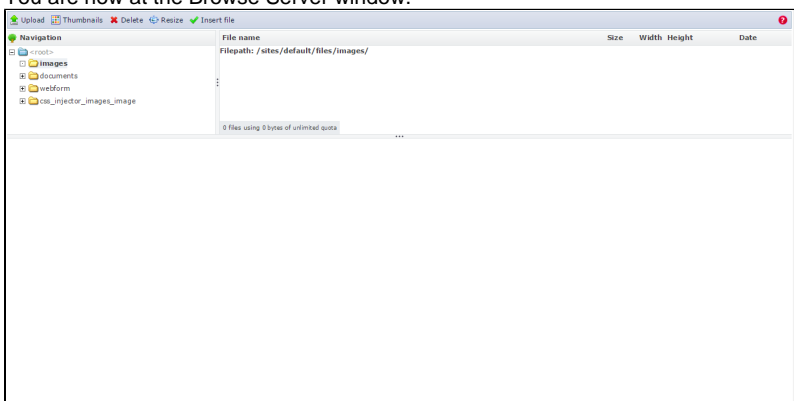 You are now at the Browse Server window.
Upload Thumbnails Delete Resize Insert file
Navigation File name Size Width Height Date
<root> Filepath: /sites/default/files/images/
images
documents
webform
css_injector_images_image
0 files using 0 bytes of unlimited quota